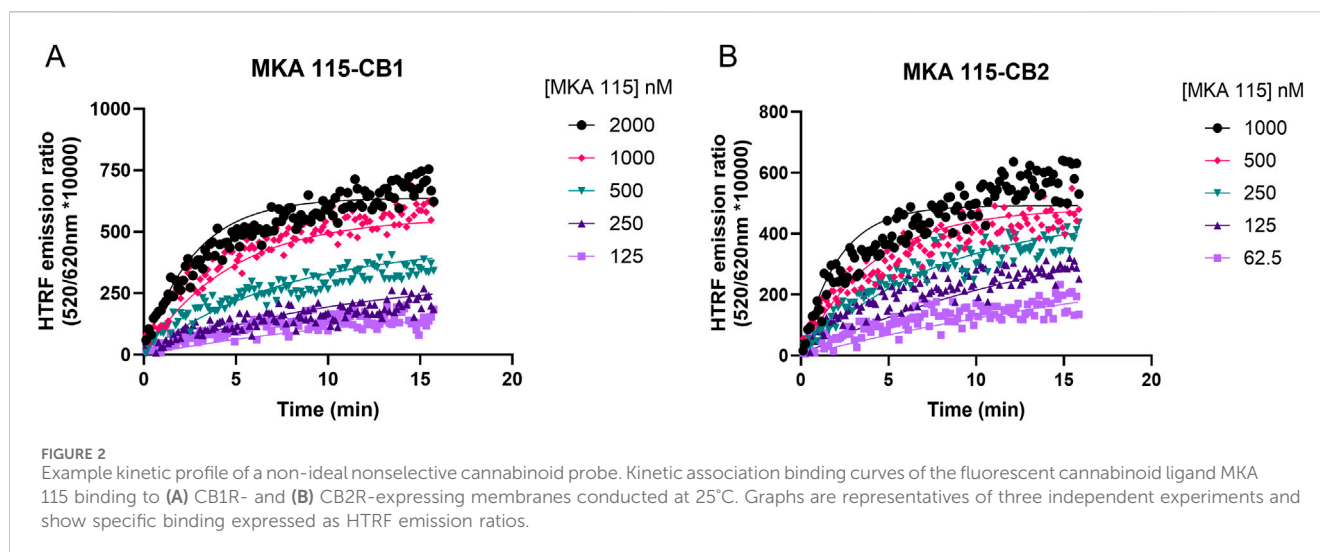 A
MKA 115-CB1
HTRF emission ratio
(520/620nm *10000)
1000
750
500
250
0
0
5
10
15
20
Time (min)
[MKA 115] nM
2000
1000
500
250
125
B
MKA 115-CB2
HTRF emission ratio
(520/620nm *10000)
800
600
400
200
0
0
5
10
15
20
Time (min)
[MKA 115] nM
1000
500
250
125
62.5
FIGURE 2
Example kinetic profile of a non-ideal nonselective cannabinoid probe. Kinetic association binding curves of the fluorescent cannabinoid ligand MKA
115 binding to (A) CB1R- and (B) CB2R-expressing membranes conducted at 25°C. Graphs are representatives of three independent experiments and
show specific binding expressed as HTRF emission ratios.